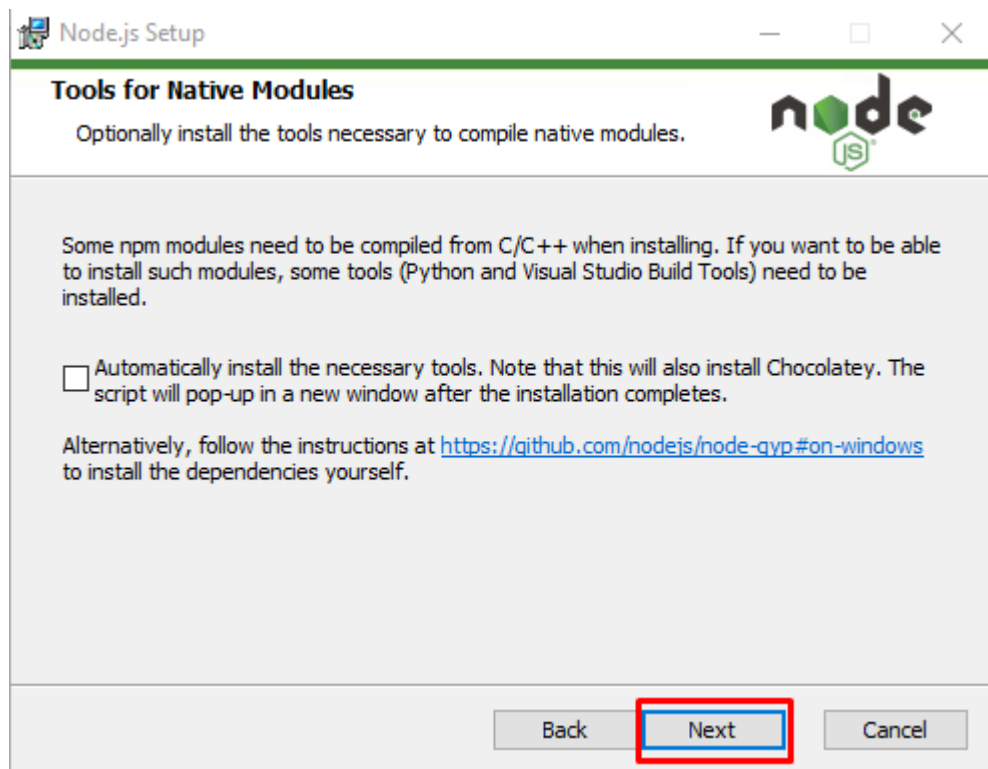 Node.js Setup
Tools for Native Modules
Optionally install the tools necessary to compile native modules.
node
JS
Some npm modules need to be compiled from C/C++ when installing. If you want to be able
to install such modules, some tools (Python and Visual Studio Build Tools) need to be
installed.
Automatically install the necessary tools. Note that this will also install Chocolatey. The
script will pop-up in a new window after the installation completes.
Alternatively, follow the instructions at https://github.com/nodejs/node-gyp#on-windows
to install the dependencies yourself.
Back
Next
Cancel